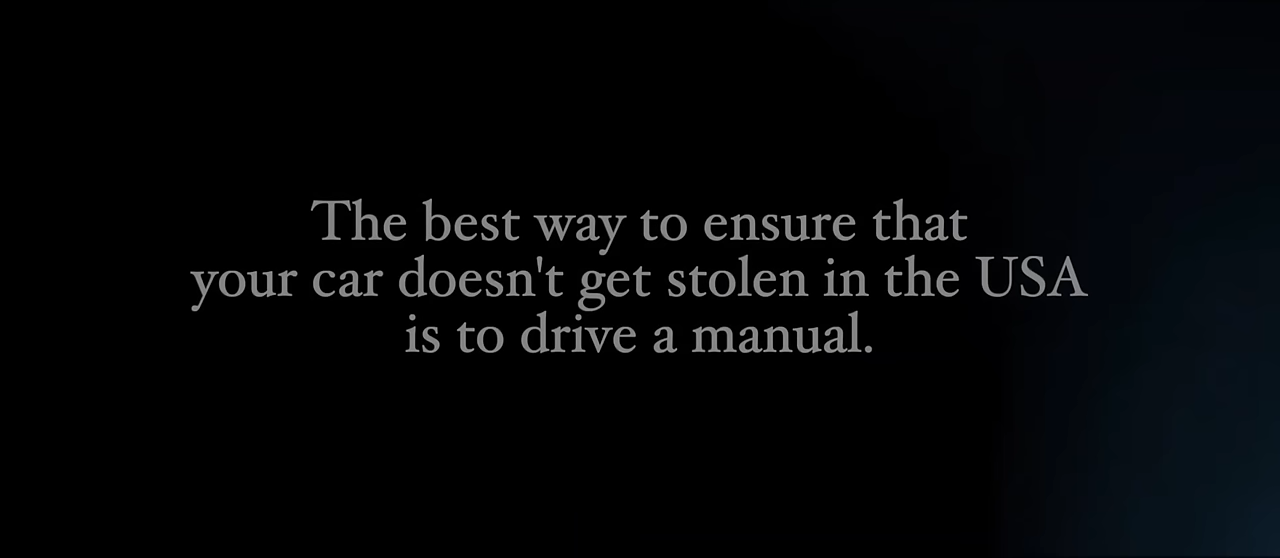 The best way to ensure that
your car doesn't get stolen in the USA
is to drive a manual.